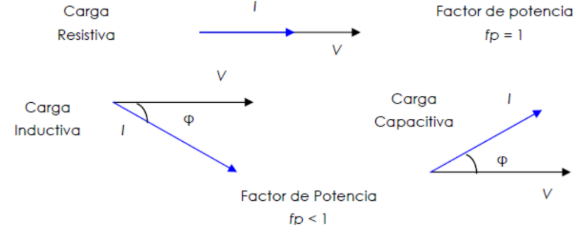 Carga
Resistiva
I
V
Factor de potencia
fp = 1
Carga
Inductiva
V
I
φ
Factor de Potencia
fp < 1
Carga
Capacitiva
I
φ
V